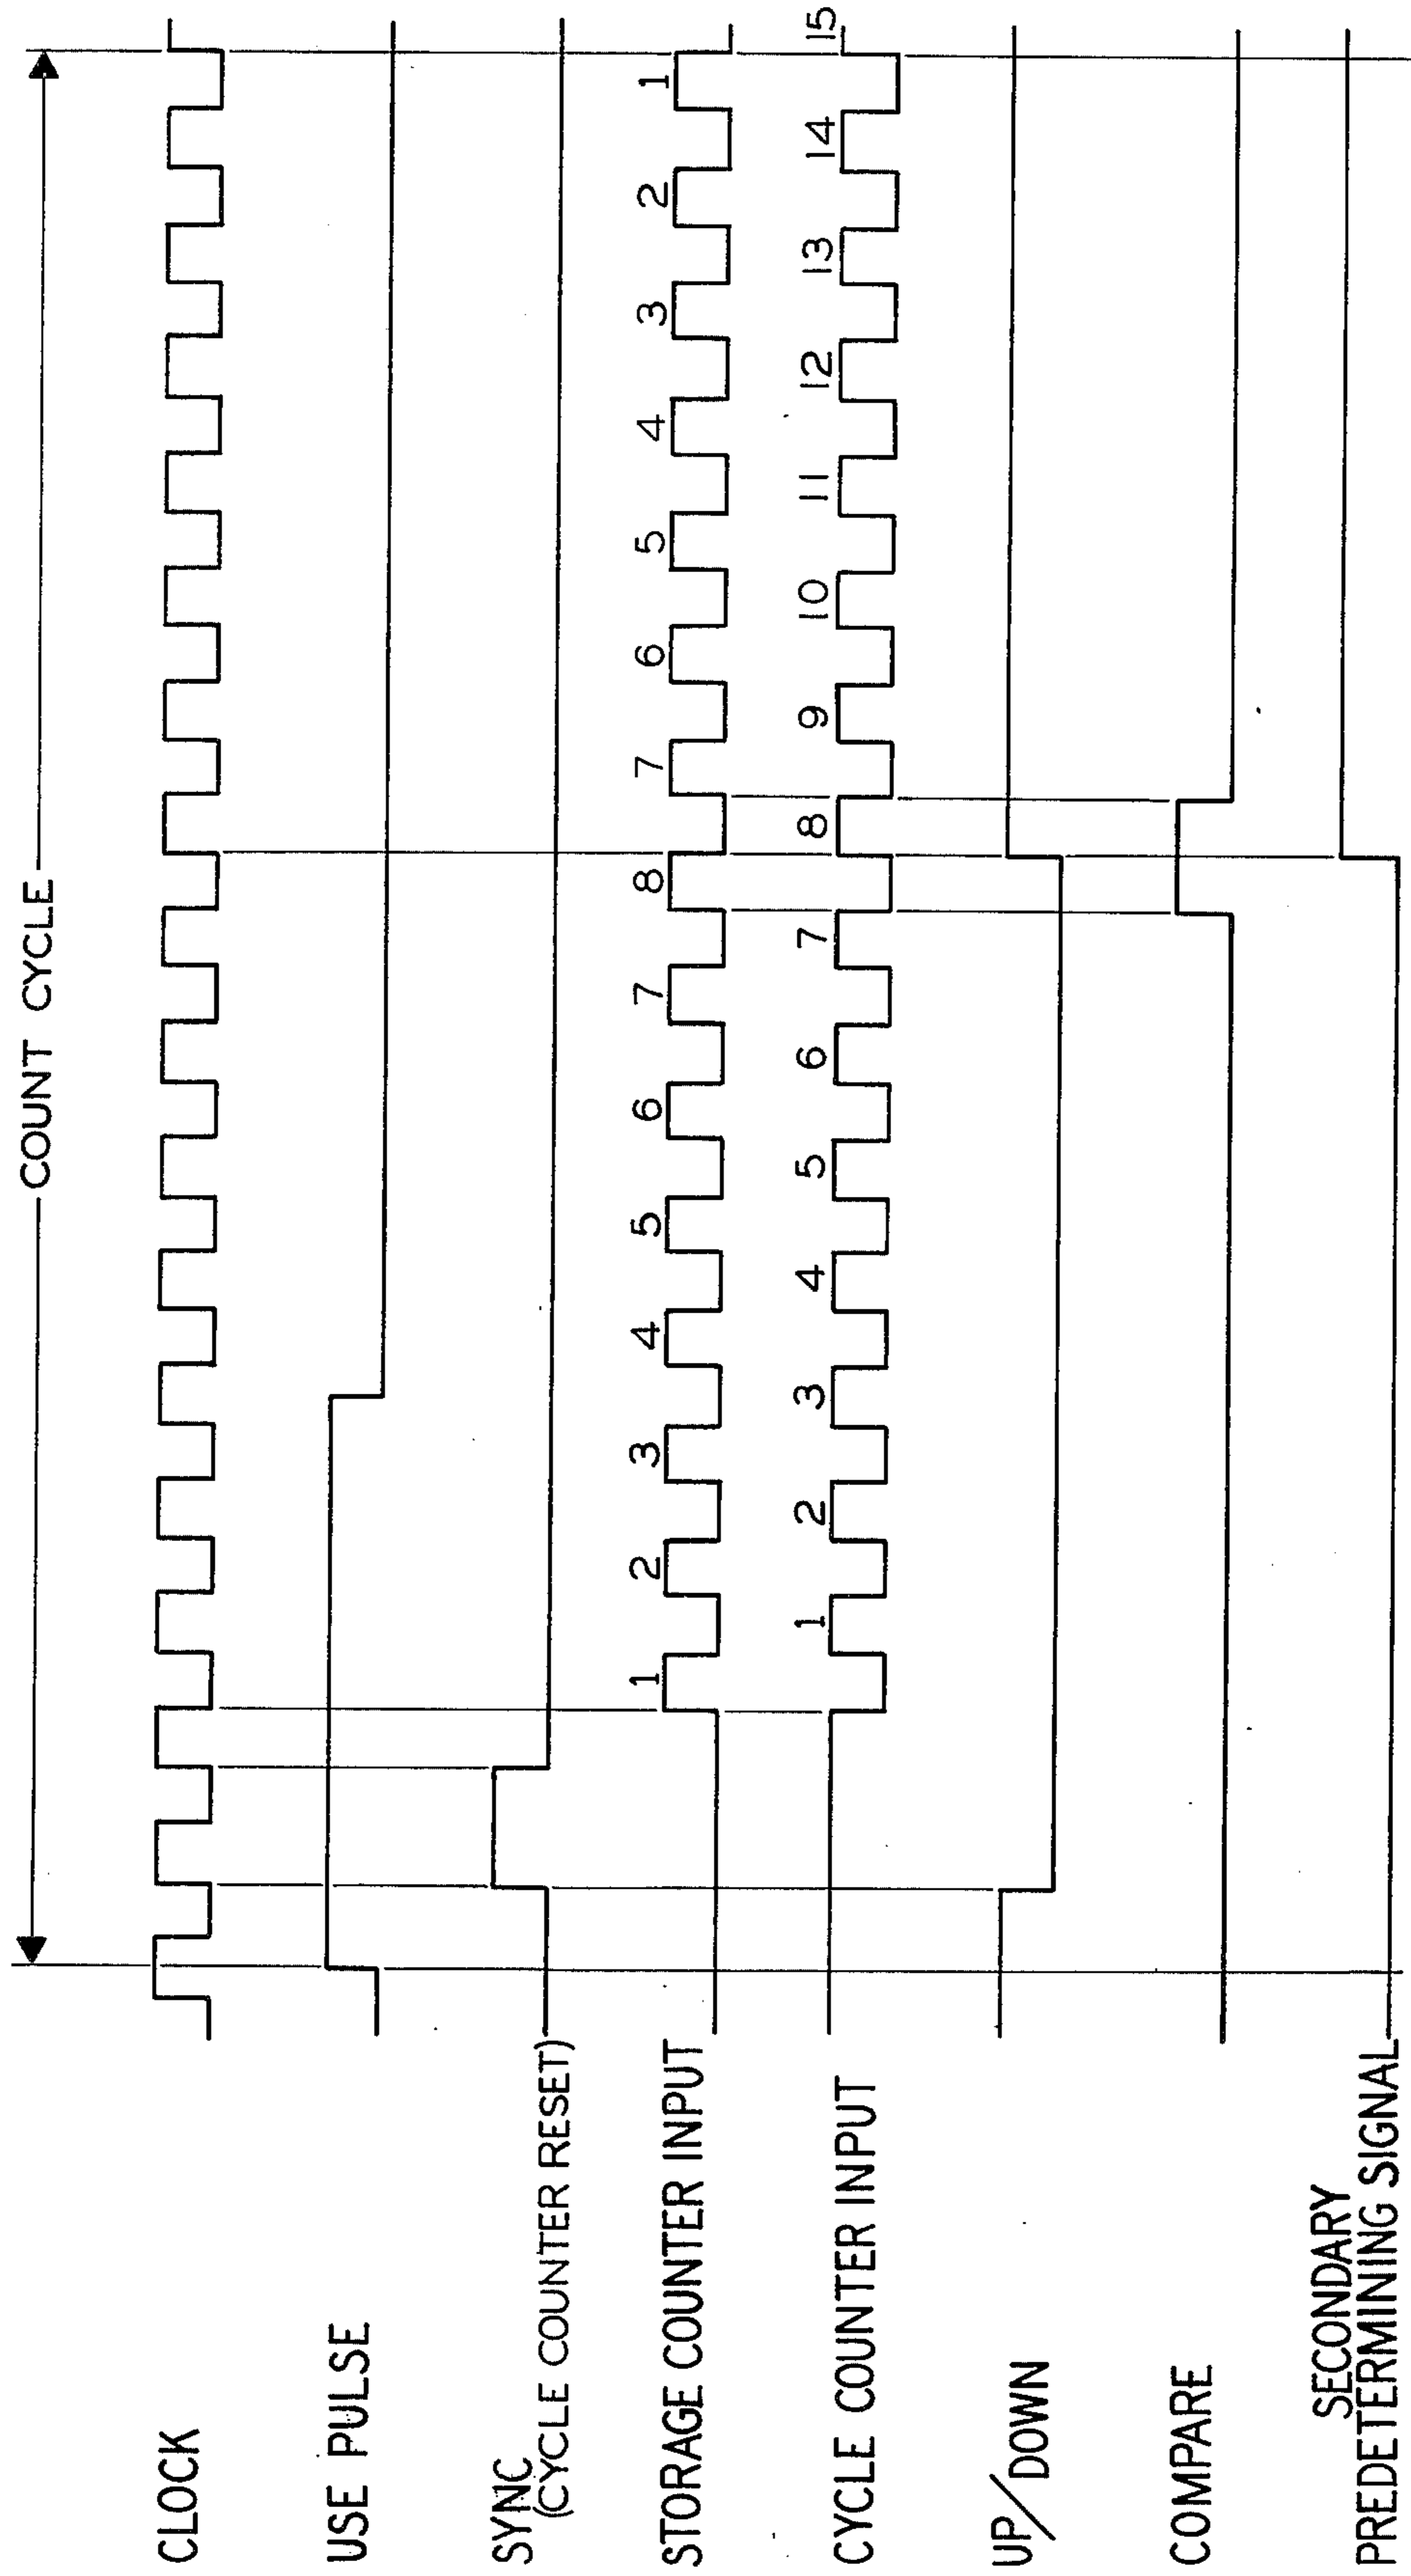 COUNT CYCLE
CLOCK
USE PULSE
SYNC
(CYCLE COUNTER RESET)
STORAGE COUNTER INPUT
1 2 3 4 5 6 7 8 7 6 5 4 3 2 1
CYCLE COUNTER INPUT
1 2 3 4 5 6 7 8 9 10 11 12 13 14 15
UP/DOWN
COMPARE
SECONDARY
PREDETERMINING SIGNAL